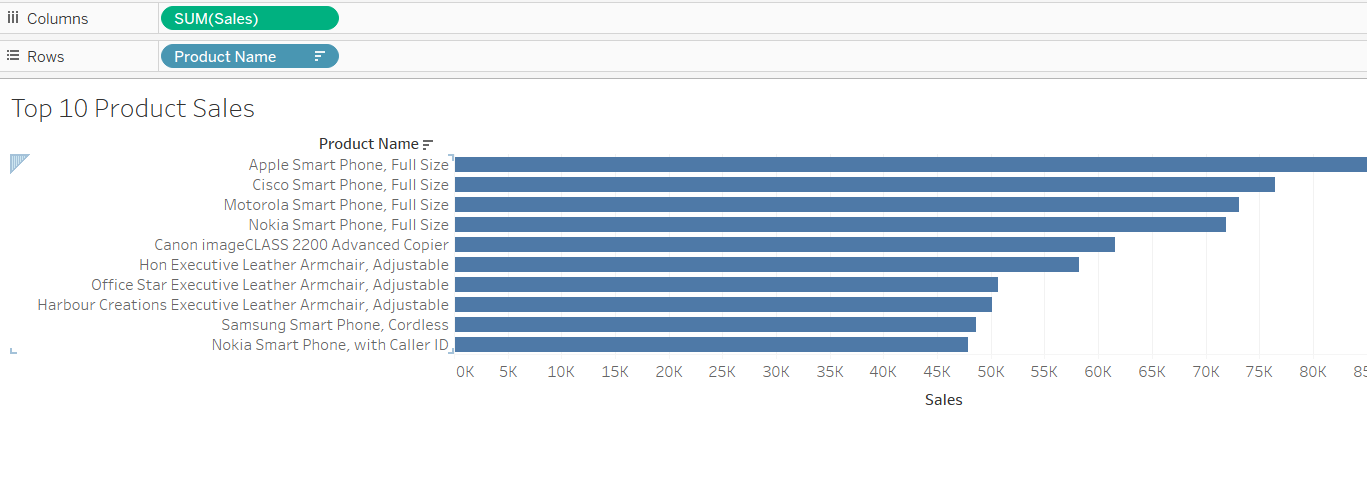 Columns SUM(Sales)
Rows Product Name
Top 10 Product Sales
Product Name
Apple Smart Phone, Full Size
Cisco Smart Phone, Full Size
Motorola Smart Phone, Full Size
Nokia Smart Phone, Full Size
Canon imageCLASS 2200 Advanced Copier
Hon Executive Leather Armchair, Adjustable
Office Star Executive Leather Armchair, Adjustable
Harbour Creations Executive Leather Armchair, Adjustable
Samsung Smart Phone, Cordless
Nokia Smart Phone, with Caller ID
0K 5K 10K 15K 20K 25K 30K 35K 40K 45K 50K 55K 60K 65K 70K 75K 80K 85
Sales